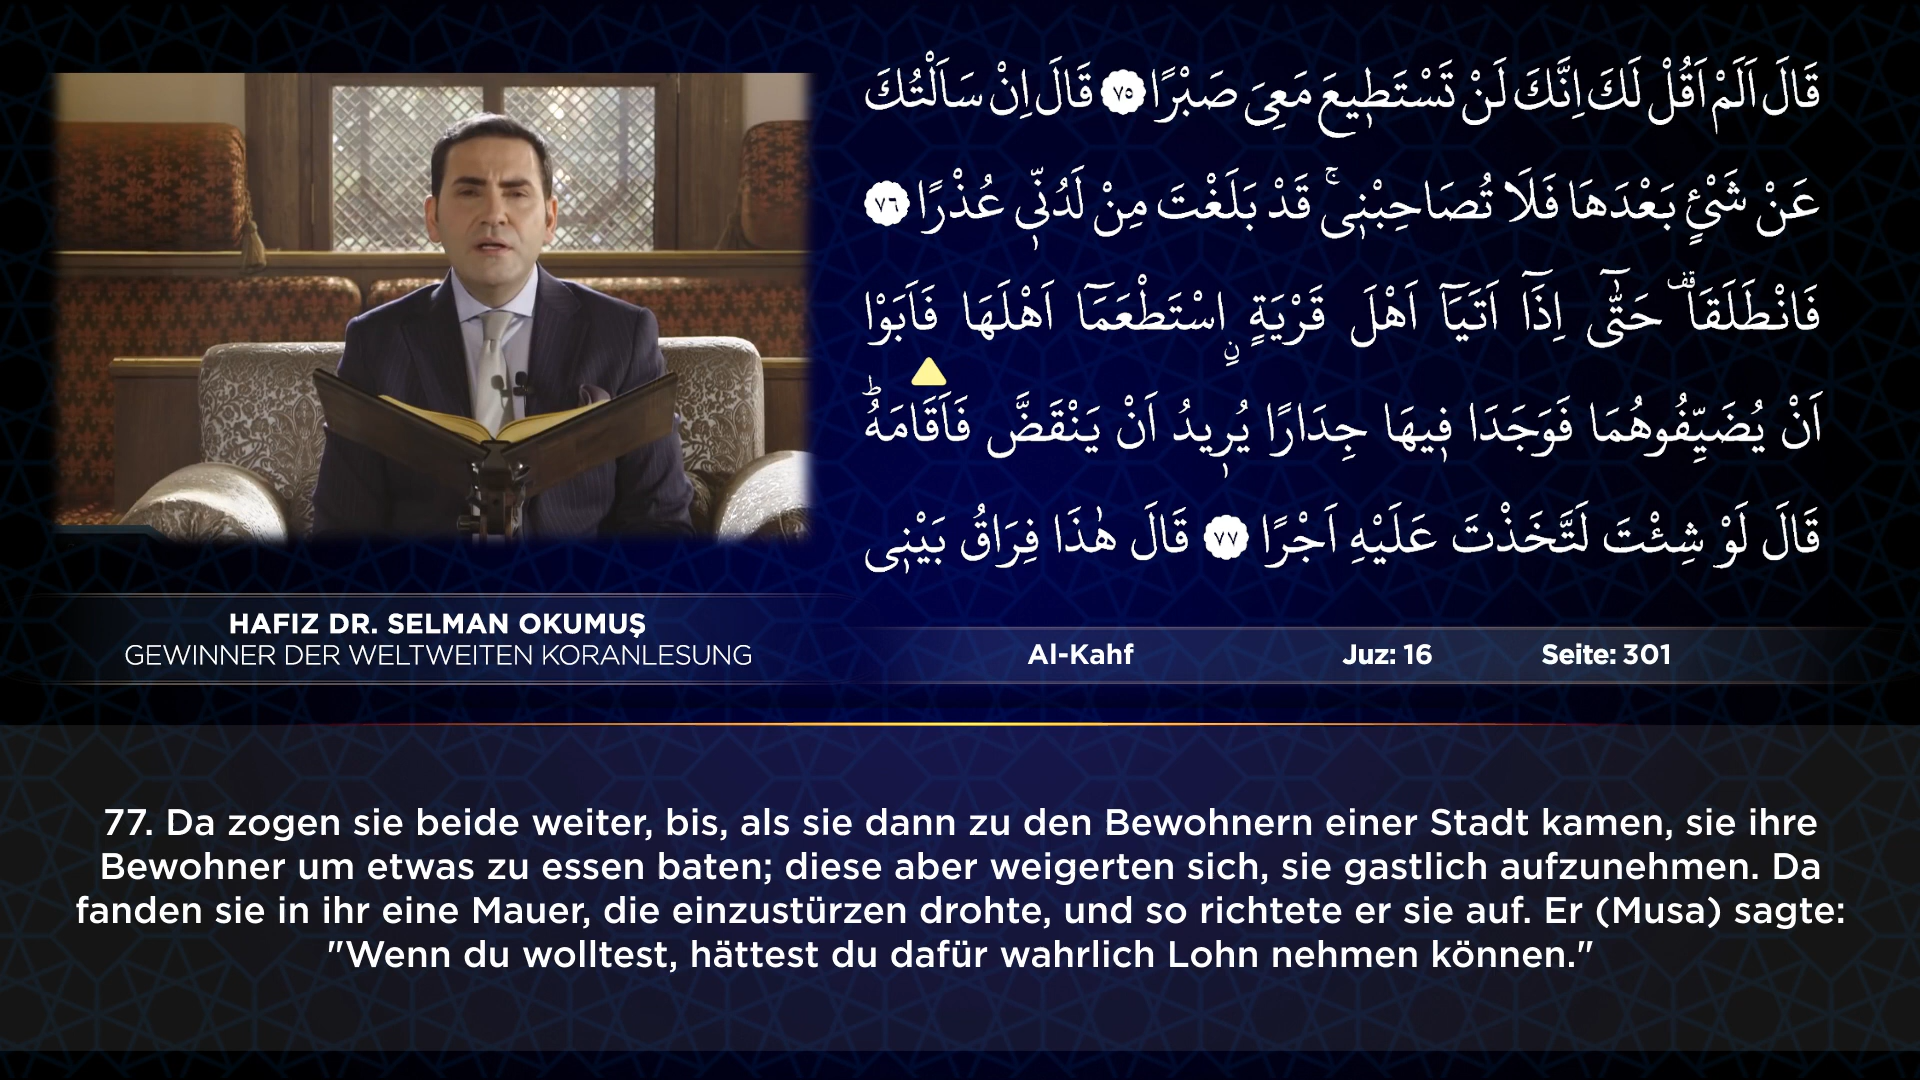 قَالَ اَلَمْ اَقُلْ لَكَ اِنَّكَ لَنْ تَسْتَطٖيعَ مَعِىَ صَبْرًا ٧٥ قَالَ اِنْ سَاَلْتُكَ
عَنْ شَیْءٍ بَعْدَهَا فَلَا تُصَاحِبْنٖىۚ قَدْ بَلَغْتَ مِنْ لَدُنّٖى عُذْرًا ٧٦
فَانْطَلَقَاࣞ حَتّٰٓى اِذَٓا اَتَيَٓا اَهْلَ قَرْيَةٍۨ اسْتَطْعَمَٓا اَهْلَهَا فَاَبَوْا
اَنْ يُضَيِّفُوهُمَا فَوَجَدَا فٖيهَا جِدَارًا يُرٖيدُ اَنْ يَنْقَضَّ فَاَقَامَهُؕ
قَالَ لَوْ شِئْتَ لَتَّخَذْتَ عَلَيْهِ اَجْرًا ٧٧ قَالَ هٰذَا فِرَاقُ بَيْنٖى
HAFIZ DR. SELMAN OKUMUŞ
GEWINNER DER WELTWEITEN KORANLESUNG
Al-Kahf Juz: 16 Seite: 301
77. Da zogen sie beide weiter, bis, als sie dann zu den Bewohnern einer Stadt kamen, sie ihre
Bewohner um etwas zu essen baten; diese aber weigerten sich, sie gastlich aufzunehmen. Da
fanden sie in ihr eine Mauer, die einzustürzen drohte, und so richtete er sie auf. Er (Musa) sagte:
"Wenn du wolltest, hättest du dafür wahrlich Lohn nehmen können."